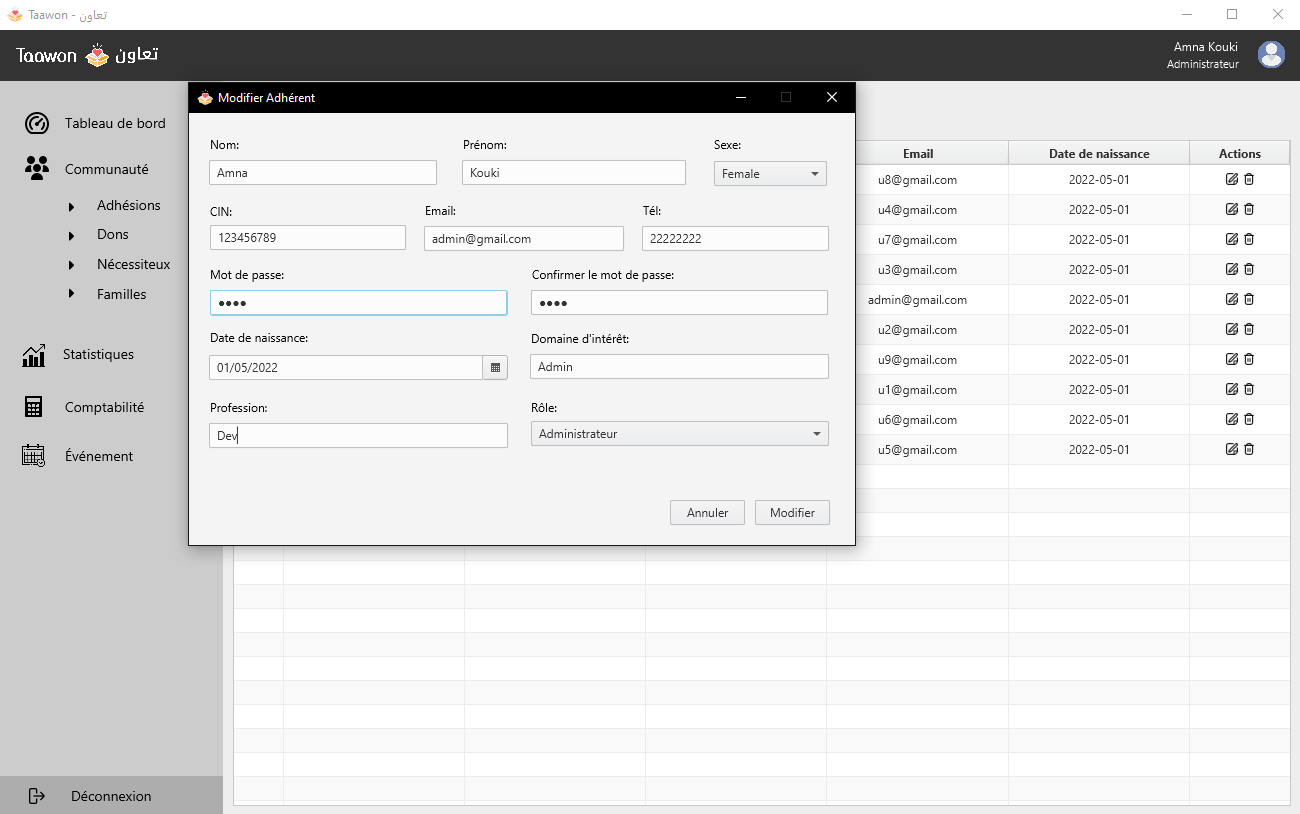 Taawon - تعاون
Taawon تعاون
Amna Kouki
Administrateur
Tableau de bord
Communauté
Adhésions
Dons
Nécessiteux
Familles
Statistiques
Comptabilité
Événement
Déconnexion
Modifier Adhérent
Nom: Prénom: Sexe:
Amna Kouki Female
CIN: Email: Tél:
123456789 admin@gmail.com 22222222
Mot de passe: Confirmer le mot de passe:
●●●● ●●●●
Date de naissance: Domaine d'intérêt:
01/05/2022 Admin
Profession: Rôle:
Dev Administrateur
Annuler Modifier
Email Date de naissance Actions
u8@gmail.com 2022-05-01
u4@gmail.com 2022-05-01
u7@gmail.com 2022-05-01
u3@gmail.com 2022-05-01
admin@gmail.com 2022-05-01
u2@gmail.com 2022-05-01
u9@gmail.com 2022-05-01
u1@gmail.com 2022-05-01
u6@gmail.com 2022-05-01
u5@gmail.com 2022-05-01